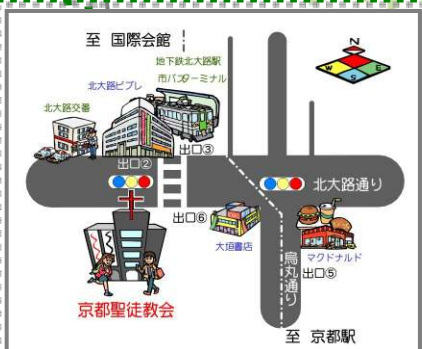 至 国際会館
地下鉄北大路駅
市バスターミナル
北大路ビブレ
北大路交番
N
W
E
S
出口②
出口③
北大路通り
出口⑥
大垣書店
マクドナルド
出口⑤
烏丸通り
京都聖徒教会
至 京都駅